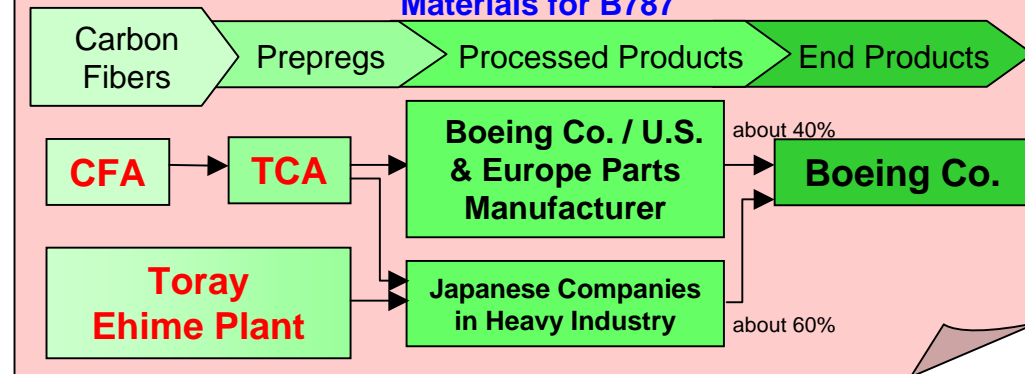 Materials for B787
Carbon
Fibers
Prepregs
Processed Products
End Products
CFA
TCA
Boeing Co. / U.S.
& Europe Parts
Manufacturer
about 40%
Boeing Co.
Toray
Ehime Plant
Japanese Companies
in Heavy Industry
about 60%